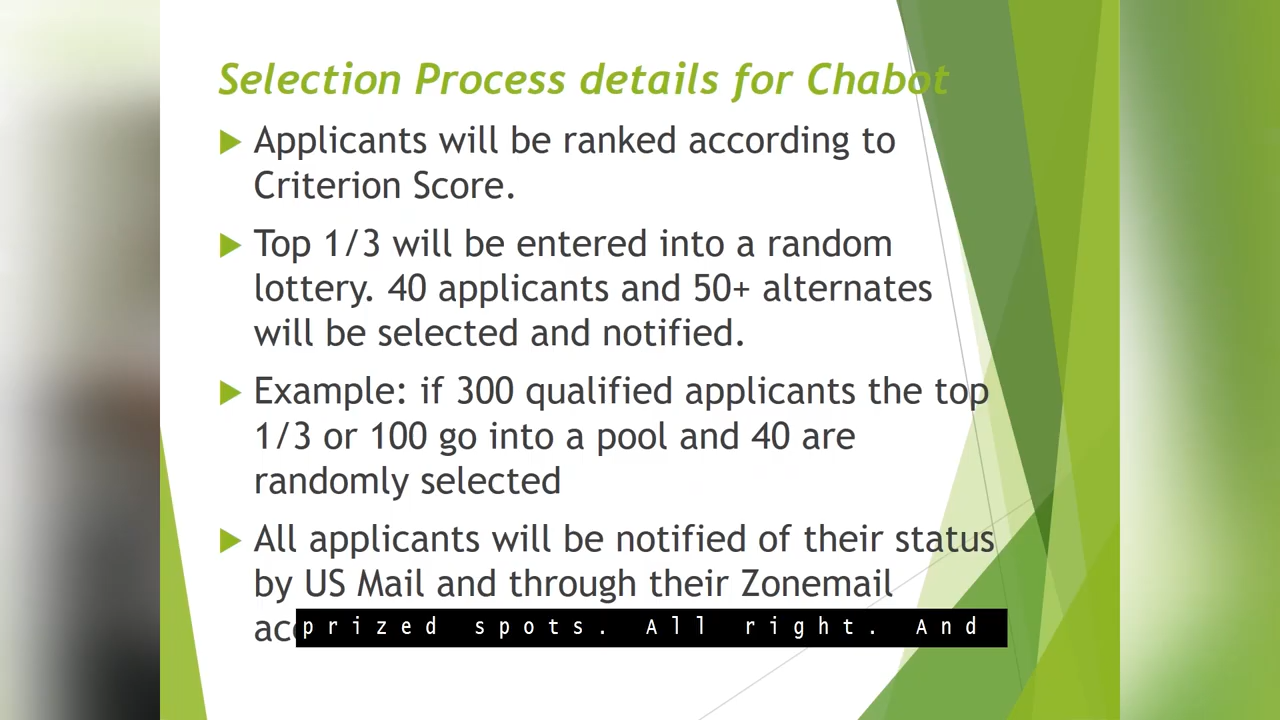 Selection Process details for Chabot
Applicants will be ranked according to
Criterion Score.
Top 1/3 will be entered into a random
lottery. 40 applicants and 50+ alternates
will be selected and notified.
Example: if 300 qualified applicants the top
1/3 or 100 go into a pool and 40 are
randomly selected
All applicants will be notified of their status
by US Mail and through their Zonemail
prized spots. All right. And